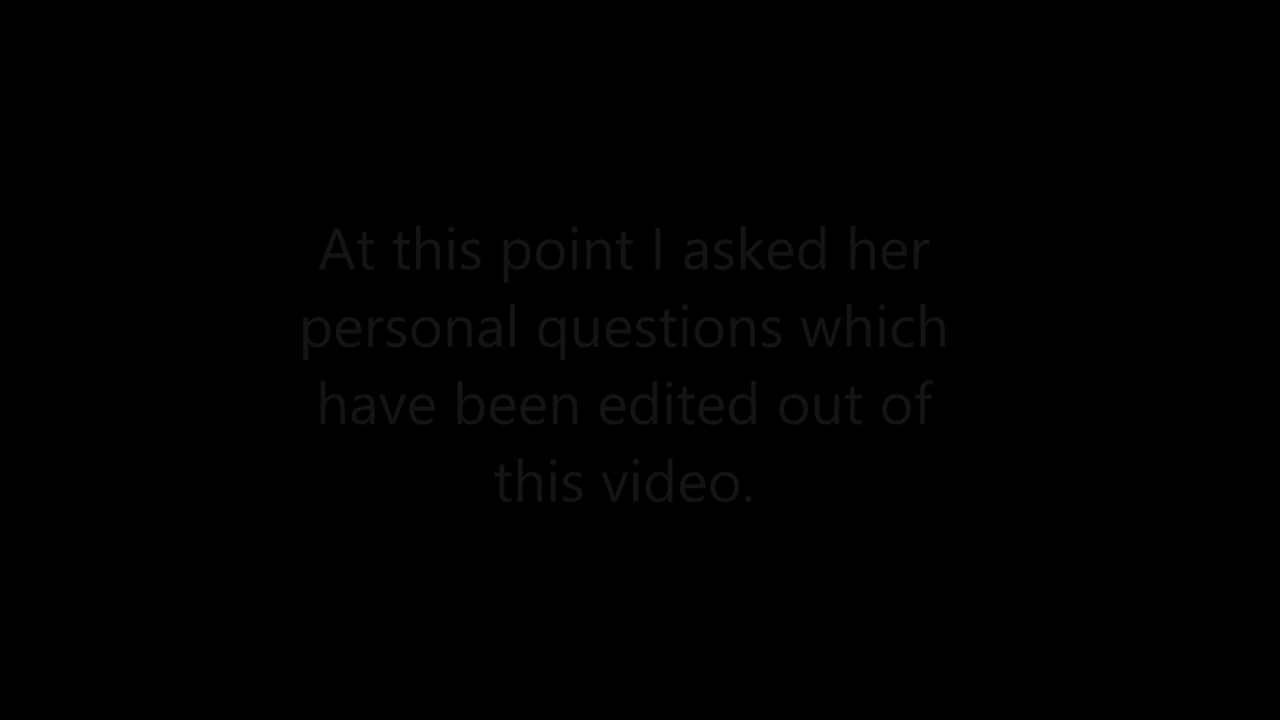 At this point I asked her
personal questions which
have been edited out of
this video.